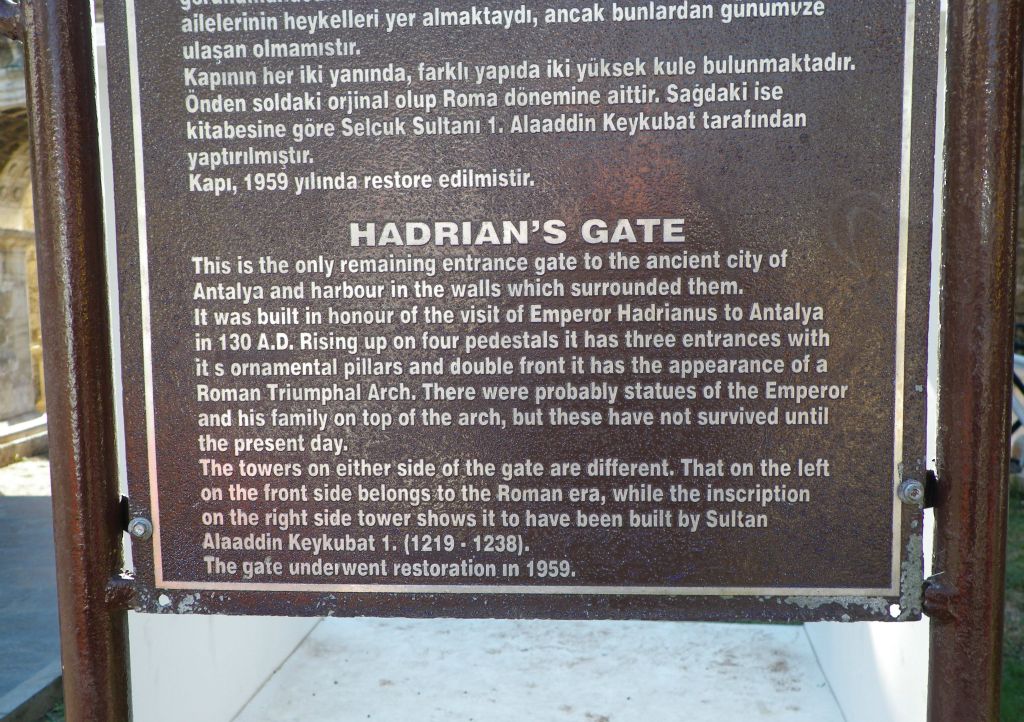 ailelerinin heykelleri yer almaktaydı, ancak bunlardan günümüze
ulaşan olmamıstır.
Kapının her iki yanında, farklı yapıda iki yüksek kule bulunmaktadır.
Önden soldaki orjinal olup Roma dönemine aittir. Sağdaki ise
kitabesine göre Selcuk Sultanı 1. Alaaddin Keykubat tarafından
yaptırılmıştır.
Kapı, 1959 yılında restore edilmistir.
HADRIAN'S GATE
This is the only remaining entrance gate to the ancient city of
Antalya and harbour in the walls which surrounded them.
It was built in honour of the visit of Emperor Hadrianus to Antalya
in 130 A.D. Rising up on four pedestals it has three entrances with
it s ornamental pillars and double front it has the appearance of a
Roman Triumphal Arch. There were probably statues of the Emperor
and his family on top of the arch, but these have not survived until
the present day.
The towers on either side of the gate are different. That on the left
on the front side belongs to the Roman era, while the inscription
on the right side tower shows it to have been built by Sultan
Alaaddin Keykubat 1. (1219 - 1238).
The gate underwent restoration ın 1959.